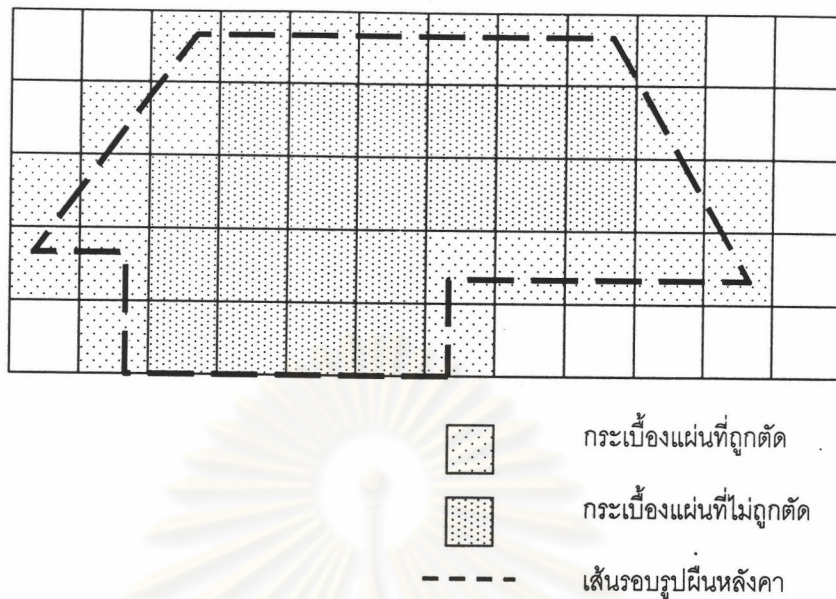 กระเบื้องแผ่นที่ถูกตัด
กระเบื้องแผ่นที่ไม่ถูกตัด
เส้นรอบรูปผืนหลังคา